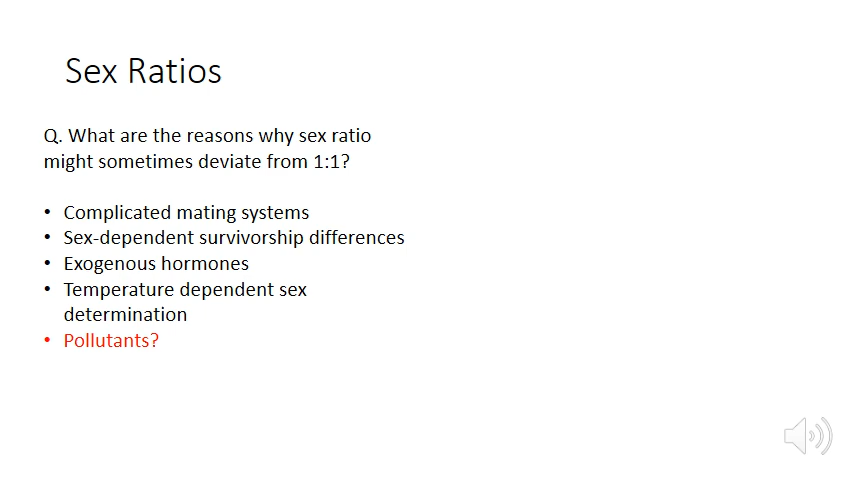 Sex Ratios
Q. What are the reasons why sex ratio
might sometimes deviate from 1:1?
• Complicated mating systems
• Sex-dependent survivorship differences
• Exogenous hormones
• Temperature dependent sex
determination
• Pollutants?